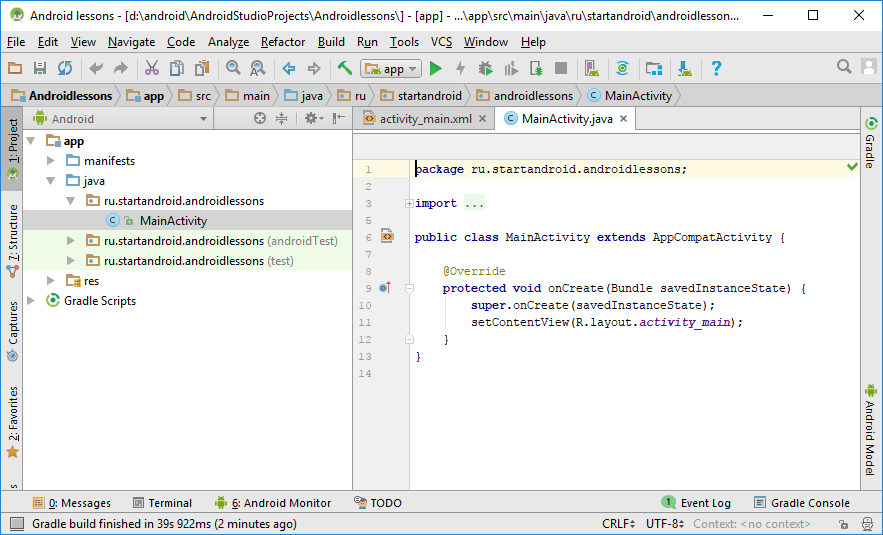 Android lessons - [d:\android\AndroidStudioProjects\Androidlessons\] - [app] - ...\app\src\main\java\ru\startandroid\androidlesson...
File Edit View Navigate Code Analyze Refactor Build Run Tools VCS Window Help
app
Androidlessons app src main java ru startandroid androidlessons MainActivity
1: Project
7: Structure
Captures
2: Favorites
Android
app
manifests
java
ru.startandroid.androidlessons
MainActivity
ru.startandroid.androidlessons (androidTest)
ru.startandroid.androidlessons (test)
res
Gradle Scripts
activity_main.xml MainActivity.java
1 package ru.startandroid.androidlessons;
2
3 import ...
5
6 public class MainActivity extends AppCompatActivity {
7
8 @Override
9 protected void onCreate(Bundle savedInstanceState) {
10 super.onCreate(savedInstanceState);
11 setContentView(R.layout.activity_main);
12 }
13 }
14
Gradle
Android Model
0: Messages Terminal 6: Android Monitor TODO 1 Event Log Gradle Console
Gradle build finished in 39s 922ms (2 minutes ago) CRLF UTF-8 Context: <no context>